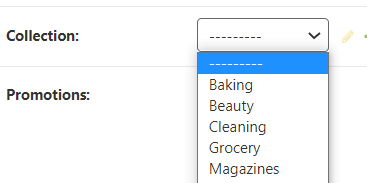 Collection:
---------
---------
Baking
Beauty
Cleaning
Grocery
Magazines
Promotions: